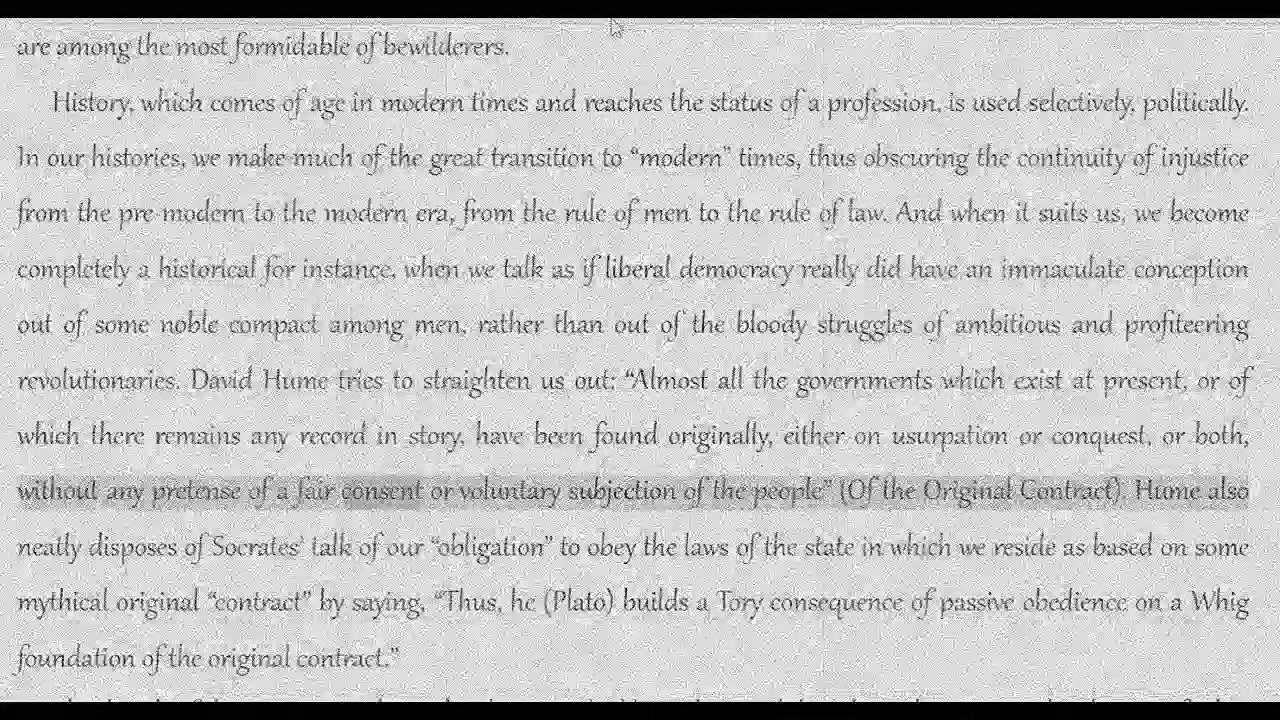 are among the most formidable of bewilderers.
History, which comes of age in modern times and reaches the status of a profession, is used selectively, politically.
In our histories, we make much of the great transition to “modern” times, thus obscuring the continuity of injustice
from the pre modern to the modern era, from the rule of men to the rule of law. And when it suits us, we become
completely a historical for instance, when we talk as if liberal democracy really did have an immaculate conception
out of some noble compact among men, rather than out of the bloody struggles of ambitious and profiteering
revolutionaries. David Hume tries to straighten us out: “Almost all the governments which exist at present, or of
which there remains any record in story, have been found originally, either on usurpation or conquest, or both,
without any pretense of a fair consent or voluntary subjection of the people” (Of the Original Contract). Hume also
neatly disposes of Socrates’ talk of our “obligation” to obey the laws of the state in which we reside as based on some
mythical original “contract” by saying, “Thus, he (Plato) builds a Tory consequence of passive obedience on a Whig
foundation of the original contract.”